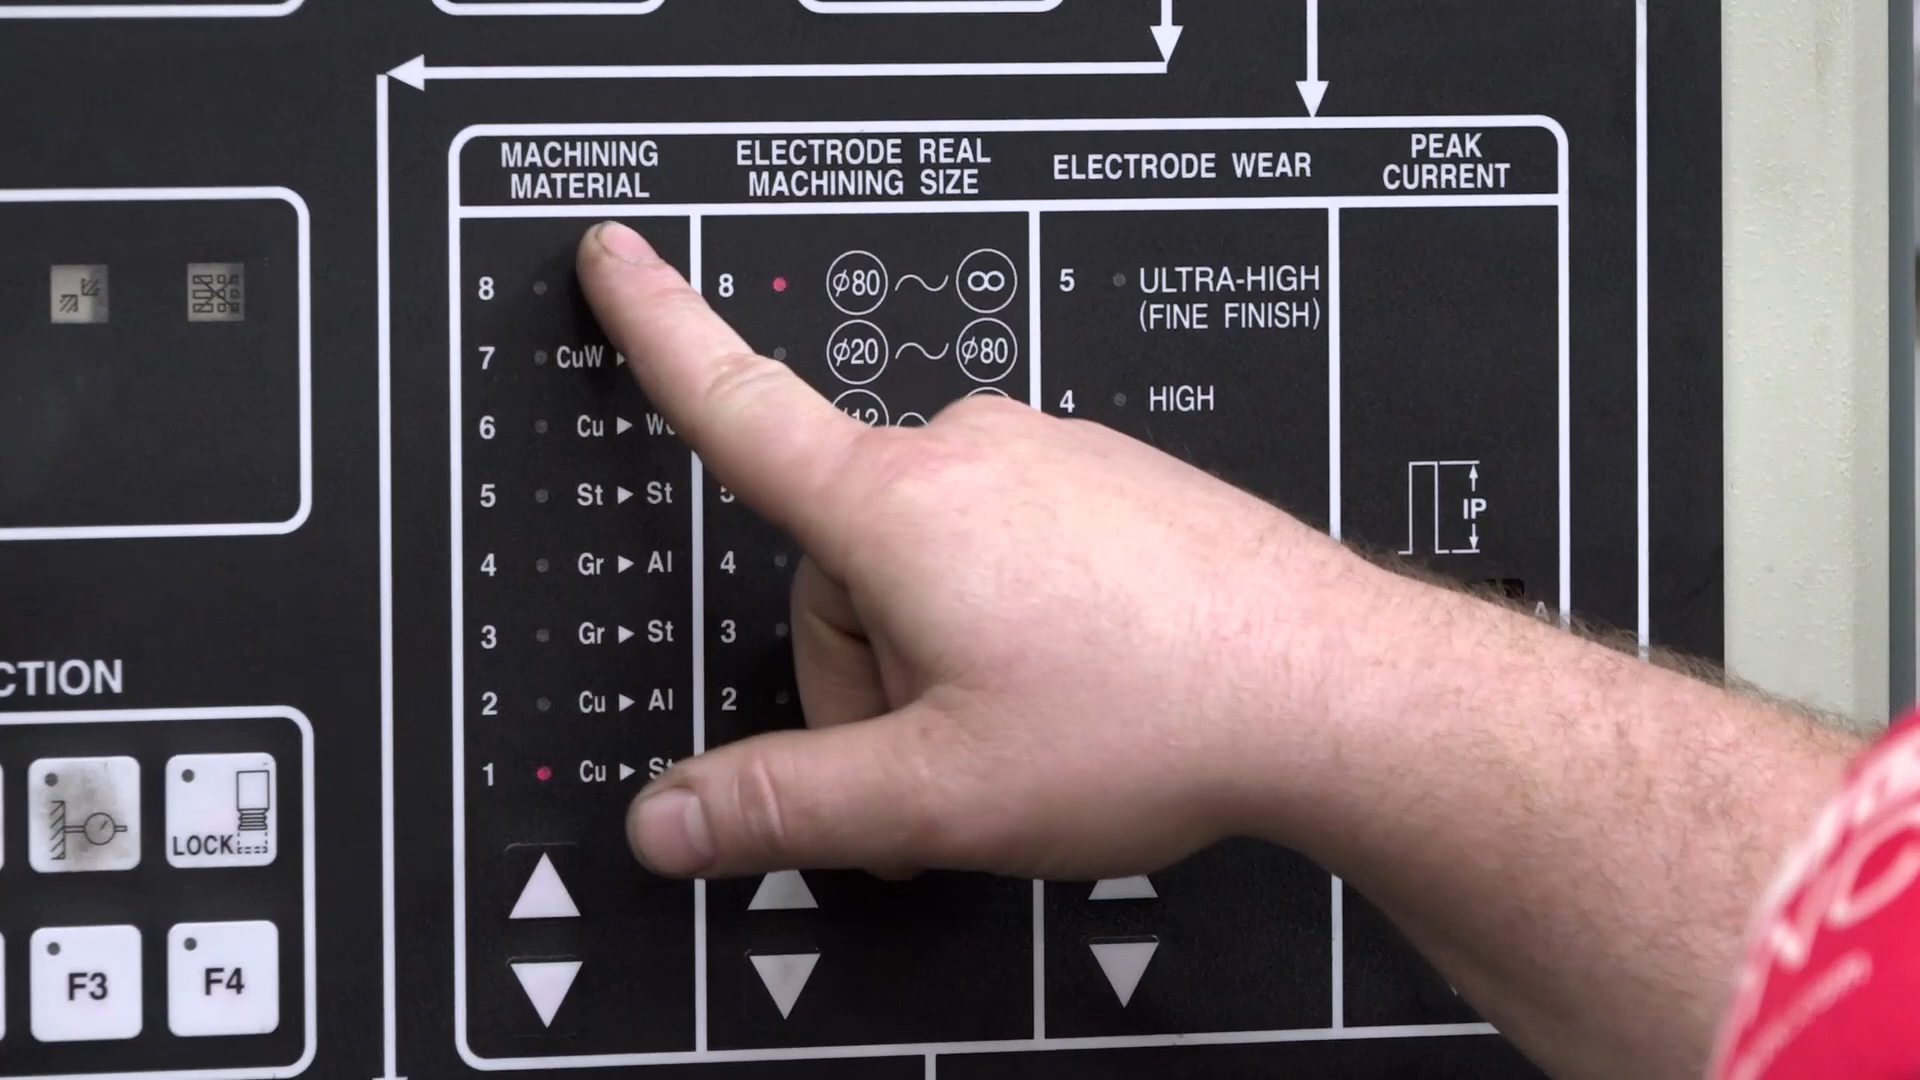 MACHINING
MATERIAL
ELECTRODE REAL
MACHINING SIZE
ELECTRODE WEAR
PEAK
CURRENT
8
8 φ80 ~ ∞
5 ULTRA-HIGH
(FINE FINISH)
7 CuW ▶
φ20 ~ φ80
6 Cu ▶
4 HIGH
5 St ▶ St
5
IP
4 Gr ▶ Al
4
A
3 Gr ▶ St
3
CTION
2 Cu ▶ Al
2
1 Cu ▶
LOCK
F3
F4